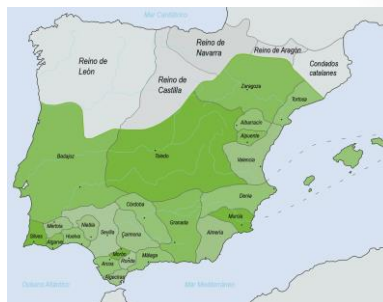 Mar Cantábrico
Reino de
León
Reino de
Navarra
Reino de Aragón
Condados
catalanes
Reino de
Castilla
Zaragoza
Tortosa
Albarracín
Alpuente
Valencia
Badajoz
Toledo
Denia
Murcia
Córdoba
Granada
Almería
Silves
Mértola
Algarve
Huelva
Niebla
Sevilla
Carmona
Málaga
Morón
Ronda
Arcos
Algeciras
Océano Atlántico
Mar Mediterráneo